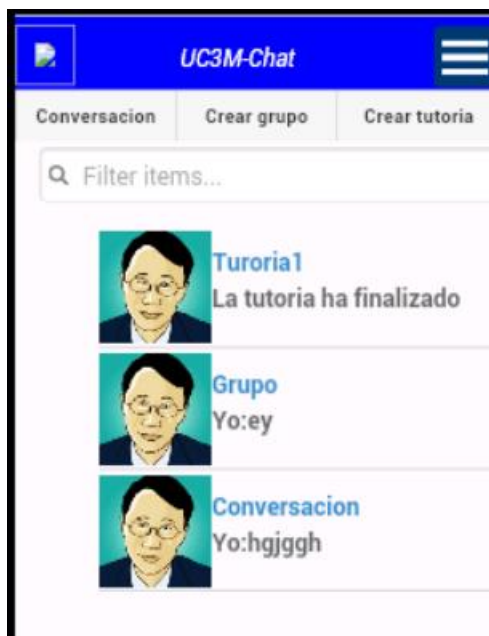 UC3M-Chat
Conversacion Crear grupo Crear tutoria
Filter items...
Turoria1
La tutoria ha finalizado
Grupo
Yo:ey
Conversacion
Yo:hgjggh